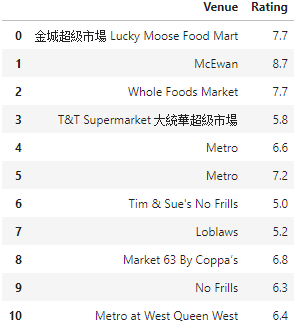 Venue Rating
0 金城超級市場 Lucky Moose Food Mart 7.7
1 McEwan 8.7
2 Whole Foods Market 7.7
3 T&T Supermarket 大統華超級市場 5.8
4 Metro 6.6
5 Metro 7.2
6 Tim & Sue's No Frills 5.0
7 Loblaws 5.2
8 Market 63 By Coppa's 6.8
9 No Frills 6.3
10 Metro at West Queen West 6.4